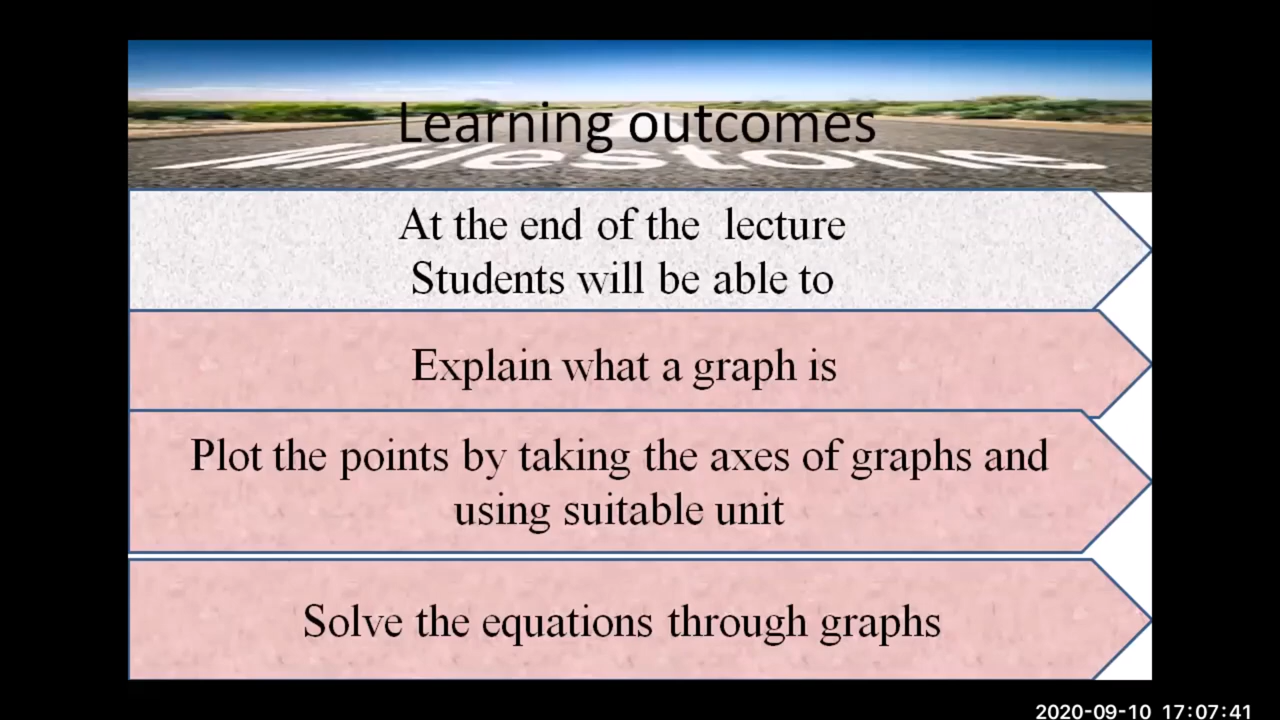 Learning outcomes
Milestone
At the end of the lecture
Students will be able to
Explain what a graph is
Plot the points by taking the axes of graphs and
using suitable unit
Solve the equations through graphs
2020-09-10 17:07:41